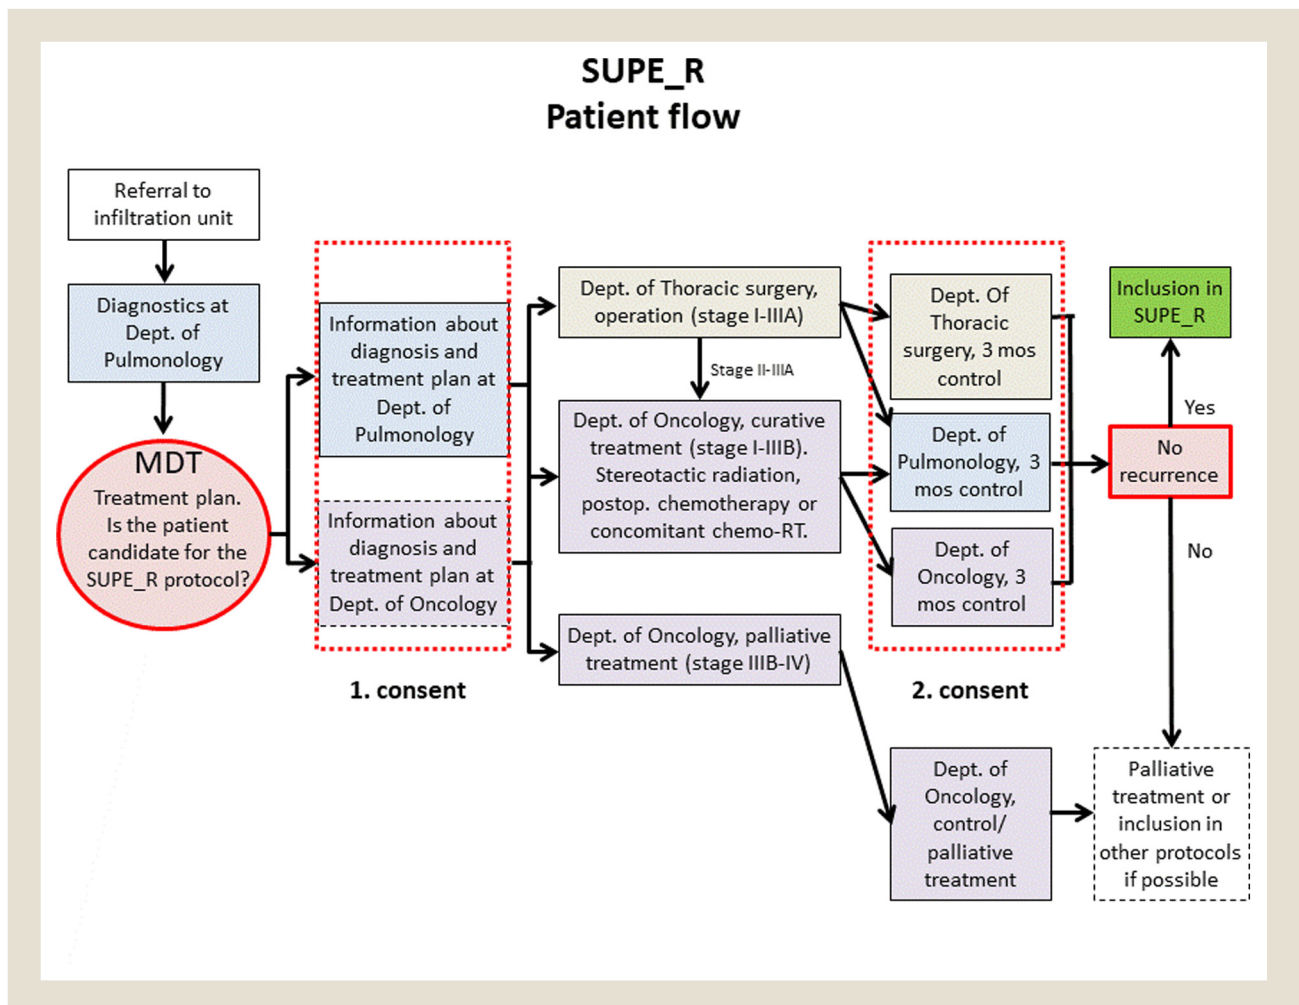 SUPE_R
Patient flow
Referral to
infiltration unit
Diagnostics at
Dept. of
Pulmonology
MDT
Treatment plan.
Is the patient
candidate for the
SUPE_R protocol?
Information about
diagnosis and
treatment plan at
Dept. of
Pulmonology
Information about
diagnosis and
treatment plan at
Dept. of Oncology
1. consent
Dept. of Thoracic surgery,
operation (stage I-IIIA)
Stage II-IIIA
Dept. of Oncology, curative
treatment (stage I-IIIB).
Stereotactic radiation,
postop. chemotherapy or
concomitant chemo-RT.
Dept. of Oncology, palliative
treatment (stage IIIB-IV)
Dept. Of
Thoracic
surgery, 3 mos
control
Dept. of
Pulmonology, 3
mos control
Dept. of
Oncology, 3
mos control
2. consent
Dept. of
Oncology,
control/
palliative
treatment
Inclusion in
SUPE_R
Yes
No
recurrence
No
Palliative
treatment or
inclusion in
other protocols
if possible